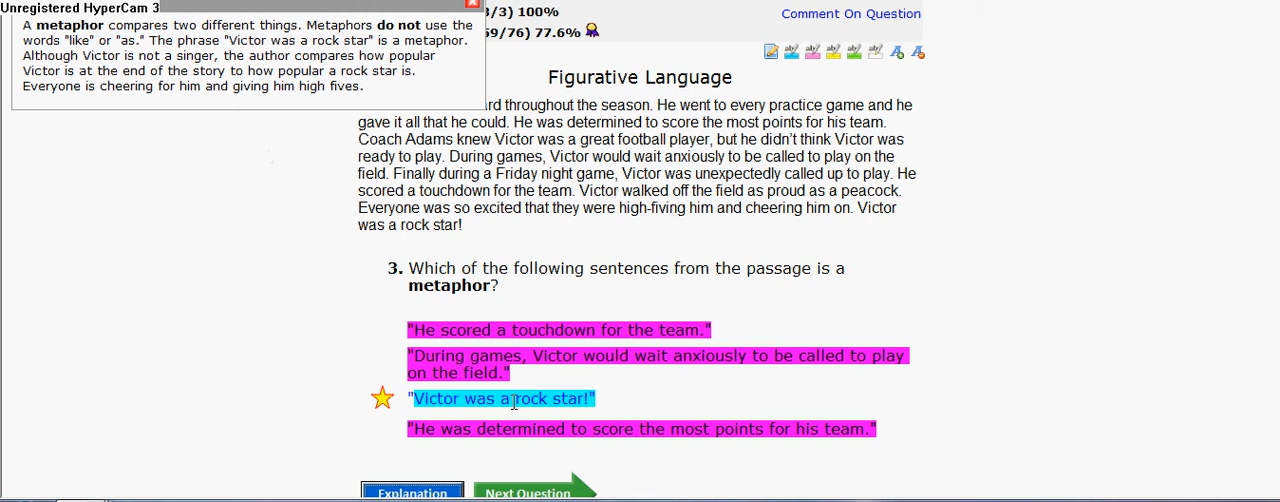 Unregistered HyperCam 3
A metaphor compares two different things. Metaphors do not use the
words "like" or "as." The phrase "Victor was a rock star" is a metaphor.
Although Victor is not a singer, the author compares how popular
Victor is at the end of the story to how popular a rock star is.
Everyone is cheering for him and giving him high fives.
3/3) 100%
59/76) 77.6%
Comment On Question
Figurative Language
rd throughout the season. He went to every practice game and he
gave it all that he could. He was determined to score the most points for his team.
Coach Adams knew Victor was a great football player, but he didn't think Victor was
ready to play. During games, Victor would wait anxiously to be called to play on the
field. Finally during a Friday night game, Victor was unexpectedly called up to play. He
scored a touchdown for the team. Victor walked off the field as proud as a peacock.
Everyone was so excited that they were high-fiving him and cheering him on. Victor
was a rock star!
3. Which of the following sentences from the passage is a
metaphor?
"He scored a touchdown for the team."
"During games, Victor would wait anxiously to be called to play
on the field."
"Victor was a rock star!"
"He was determined to score the most points for his team."
Explanation
Next Question